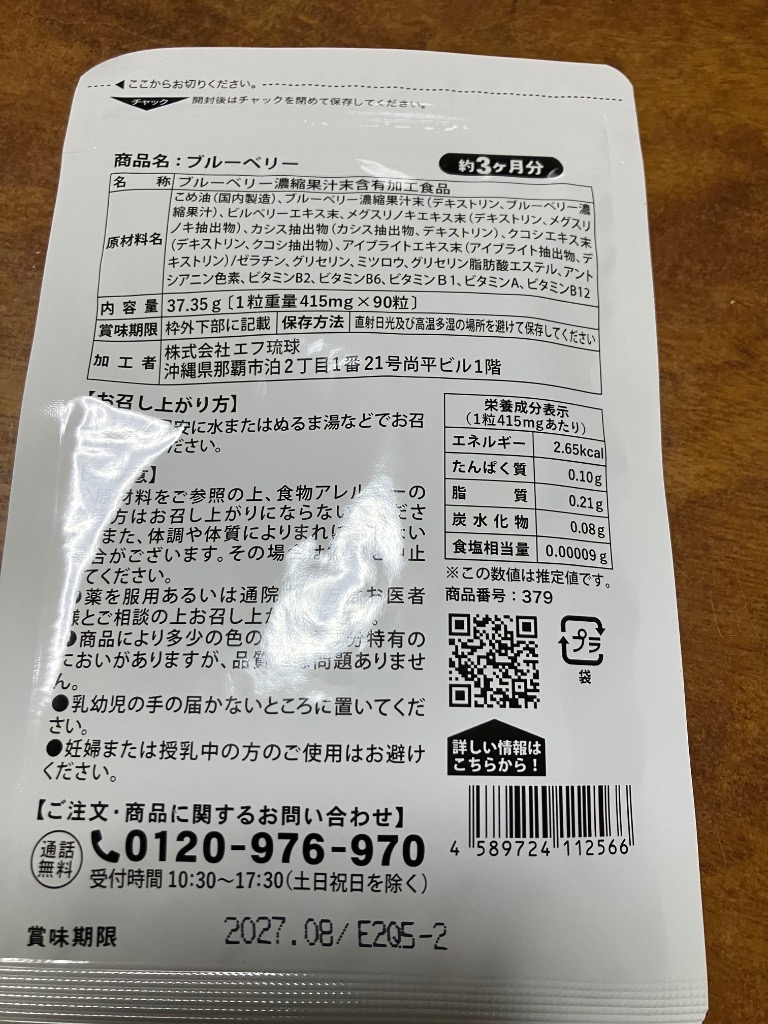 ◀ここからお切りください。
チャック 開封後はチャックを閉めて保存してください。
商品名：ブルーベリー
約3ヶ月分
名称 ブルーベリー濃縮果汁末含有加工食品
原材料名
こめ油(国内製造)、ブルーベリー濃縮果汁末(デキストリン、ブルーベリー濃
縮果汁)、ビルベリーエキス末、メグスリノキエキス末(デキストリン、メグスリ
ノキ抽出物)、カシス抽出物(カシス抽出物、デキストリン)、クコシエキス末
(デキストリン、クコシ抽出物)、アイブライトエキス末(アイブライト抽出物、デ
キストリン)/ゼラチン、グリセリン、ミツロウ、グリセリン脂肪酸エステル、アント
シアニン色素、ビタミンB2、ビタミンB6、ビタミンB1、ビタミンA、ビタミンB12
内容量 37.35g〔1粒重量415mg×90粒〕
賞味期限 枠外下部に記載 保存方法 直射日光及び高温多湿の場所を避けて保存してください
加工者
株式会社エフ琉球
沖縄県那覇市泊2丁目1番21号尚平ビル1階
【お召し上がり方】
安に水またはぬるま湯などでお召
ださい。
】
原材料をご参照の上、食物アレルギーの
方はお召し上がりにならない
また、体調や体質によりまれに
合がございます。その場合は
てください。
薬を服用あるいは通院 お医者
様とご相談の上お召し上が
●商品により多少の色の 特有の
においがありますが、品質 問題ありませ
ん。
●乳幼児の手の届かないところに置いてくだ
さい。
●妊婦または授乳中の方のご使用はお避け
ください。
栄養成分表示
(1粒415mgあたり)
エネルギー 2.65kcal
たんぱく質 0.10g
脂質 0.21g
炭水化物 0.08g
食塩相当量 0.00009g
※この数値は推定値です。
商品番号：379
プラ
袋
詳しい情報は
こちらから！
4 589724 112566
【ご注文・商品に関するお問い合わせ】
通話
無料
0120-976-970
受付時間 10:30～17:30(土日祝日を除く)
賞味期限 2027.08/E2Q5-2